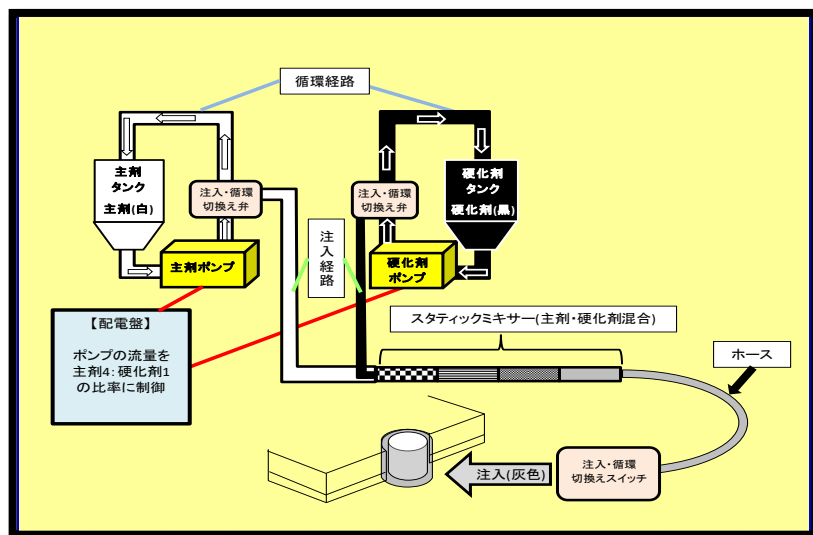 循環経路
主剤
タンク
主剤(白)
注入・循環
切換え弁
主剤ポンプ
注入・循環
切換え弁
硬化剤
タンク
硬化剤(黒)
硬化剤
ポンプ
注
入
経
路
【配電盤】
ポンプの流量を
主剤4:硬化剤1
の比率に制御
スタティックミキサー(主剤・硬化剤混合)
ホース
注入(灰色)
注入・循環
切換えスイッチ